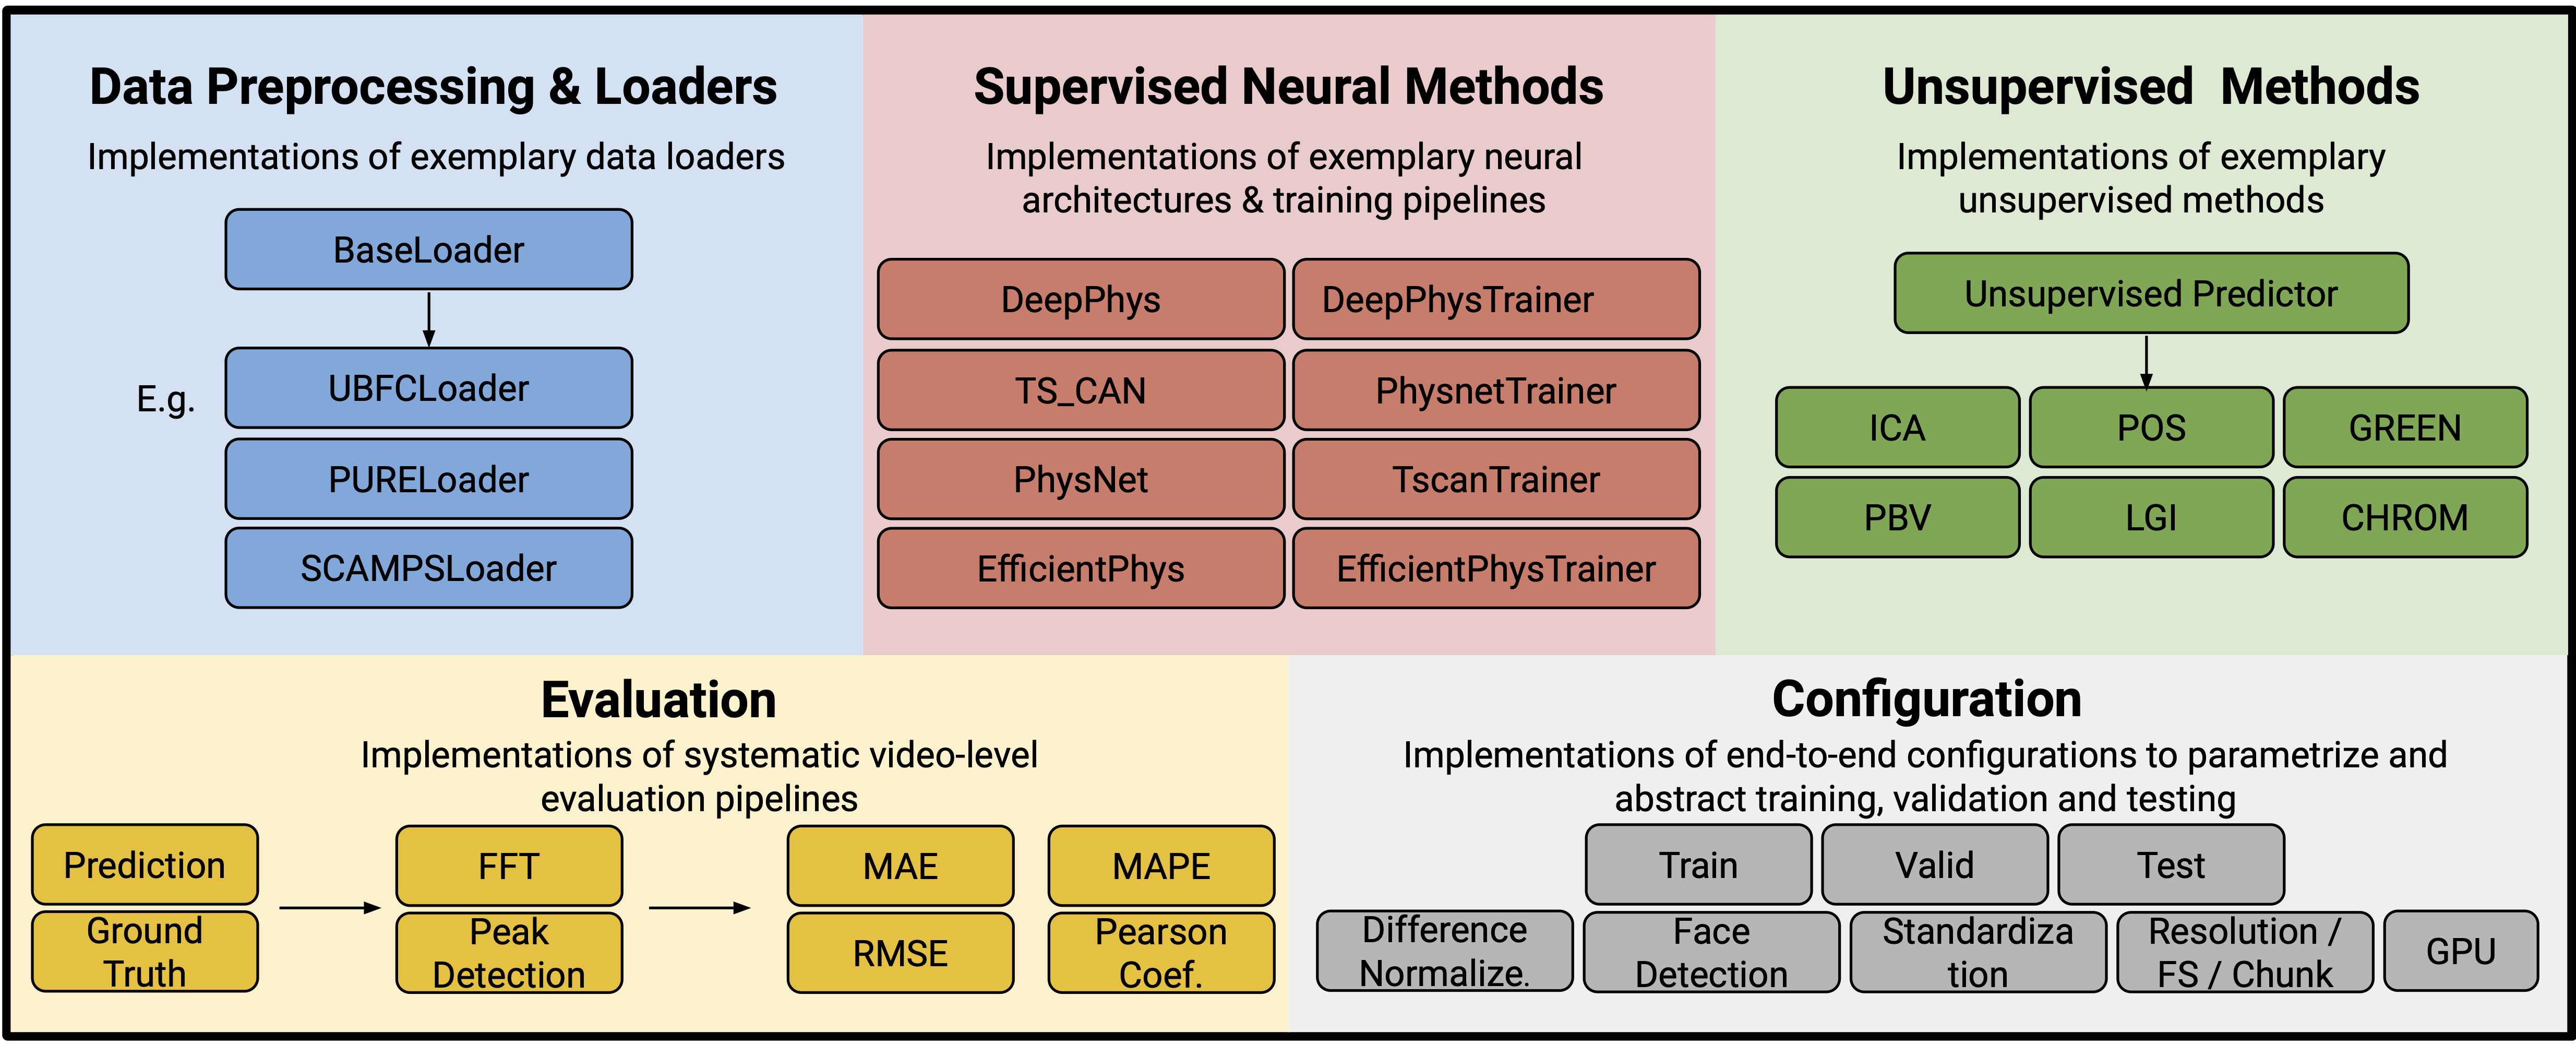 Data Preprocessing & Loaders
Implementations of exemplary data loaders
BaseLoader
E.g.
UBFCLoader
PURELoader
SCAMPSLoader
Supervised Neural Methods
Implementations of exemplary neural
architectures & training pipelines
DeepPhys
DeepPhysTrainer
TS_CAN
PhysnetTrainer
PhysNet
TscanTrainer
EfficientPhys
EfficientPhysTrainer
Unsupervised  Methods
Implementations of exemplary
unsupervised methods
Unsupervised Predictor
ICA
POS
GREEN
PBV
LGI
CHROM
Evaluation
Implementations of systematic video-level
evaluation pipelines
Prediction
Ground
Truth
FFT
Peak
Detection
MAE
MAPE
RMSE
Pearson
Coef.
Configuration
Implementations of end-to-end configurations to parametrize and
abstract training, validation and testing
Train
Valid
Test
Difference
Normalize.
Face
Detection
Standardiza
tion
Resolution /
FS / Chunk
GPU